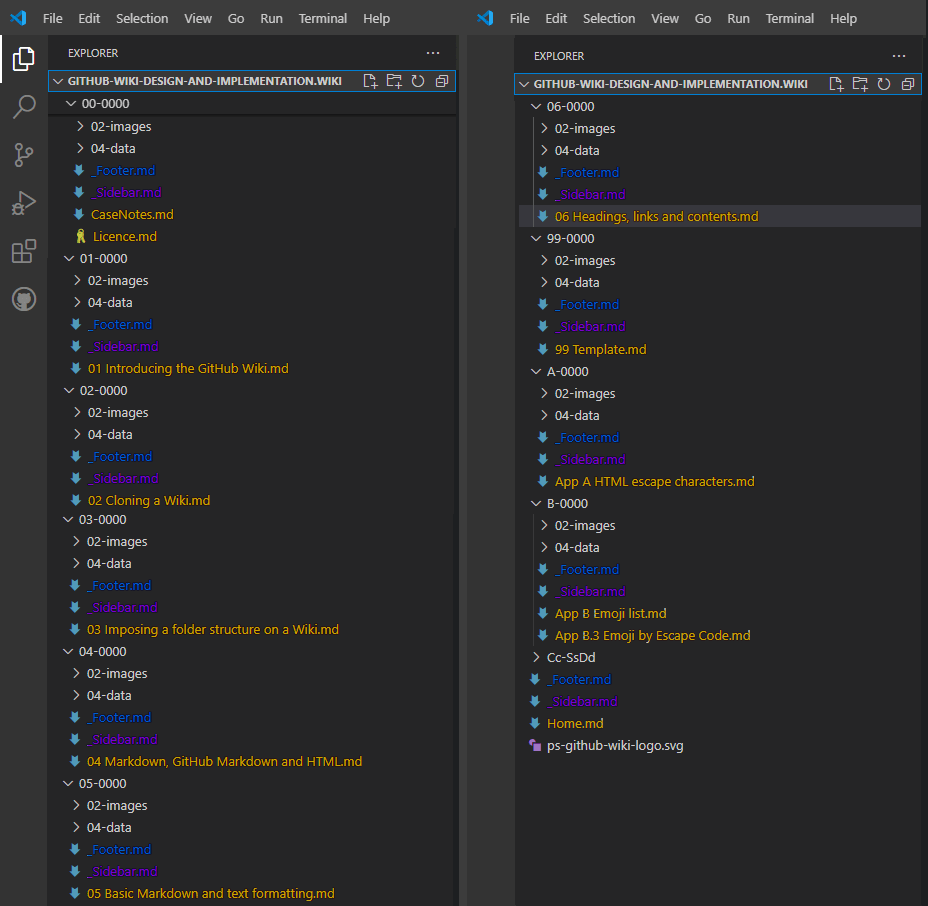 File Edit Selection View Go Run Terminal Help
EXPLORER
GITHUB-WIKI-DESIGN-AND-IMPLEMENTATION.WIKI
00-0000
02-images
04-data
_Footer.md
_Sidebar.md
CaseNotes.md
Licence.md
01-0000
02-images
04-data
_Footer.md
_Sidebar.md
01 Introducing the GitHub Wiki.md
02-0000
02-images
04-data
_Footer.md
_Sidebar.md
02 Cloning a Wiki.md
03-0000
02-images
04-data
_Footer.md
_Sidebar.md
03 Imposing a folder structure on a Wiki.md
04-0000
02-images
04-data
_Footer.md
_Sidebar.md
04 Markdown, GitHub Markdown and HTML.md
05-0000
02-images
04-data
_Footer.md
_Sidebar.md
05 Basic Markdown and text formatting.md
File Edit Selection View Go Run Terminal Help
EXPLORER
GITHUB-WIKI-DESIGN-AND-IMPLEMENTATION.WIKI
06-0000
02-images
04-data
_Footer.md
_Sidebar.md
06 Headings, links and contents.md
99-0000
02-images
04-data
_Footer.md
_Sidebar.md
99 Template.md
A-0000
02-images
04-data
_Footer.md
_Sidebar.md
App A HTML escape characters.md
B-0000
02-images
04-data
_Footer.md
_Sidebar.md
App B Emoji list.md
App B.3 Emoji by Escape Code.md
Cc-SsDd
_Footer.md
_Sidebar.md
Home.md
ps-github-wiki-logo.svg